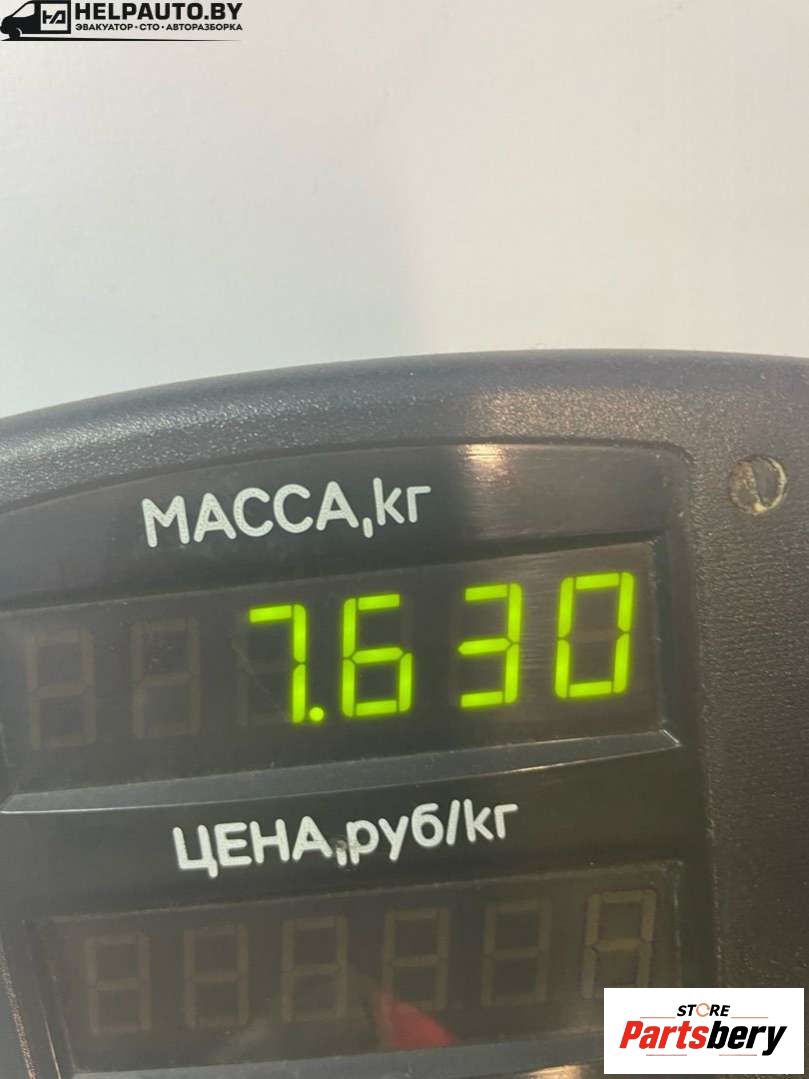 HELPAUTO.BY
ЭВАКУАТОР•СТО•АВТОРАЗБОРКА
МАССА,кг
7.630
ЦЕНА,руб/кг
STORE
Partsbery